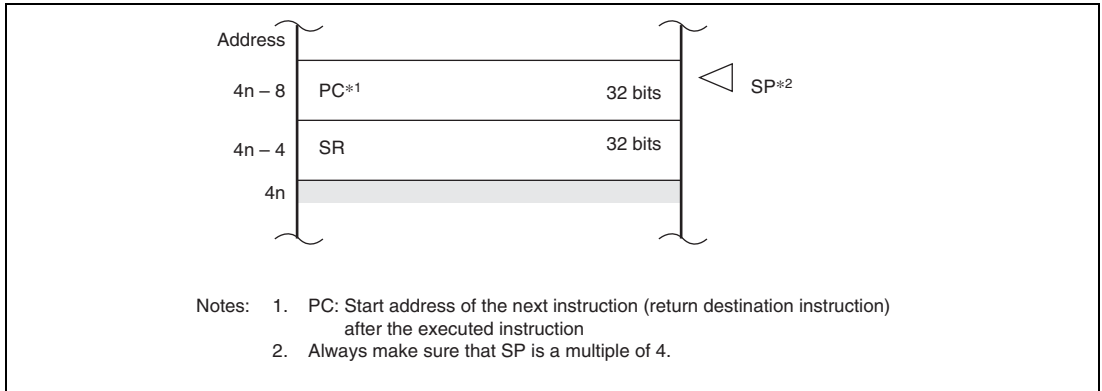 Address
4n – 8 PC*1 32 bits SP*2
4n – 4 SR 32 bits
4n
Notes: 1. PC: Start address of the next instruction (return destination instruction)
after the executed instruction
2. Always make sure that SP is a multiple of 4.